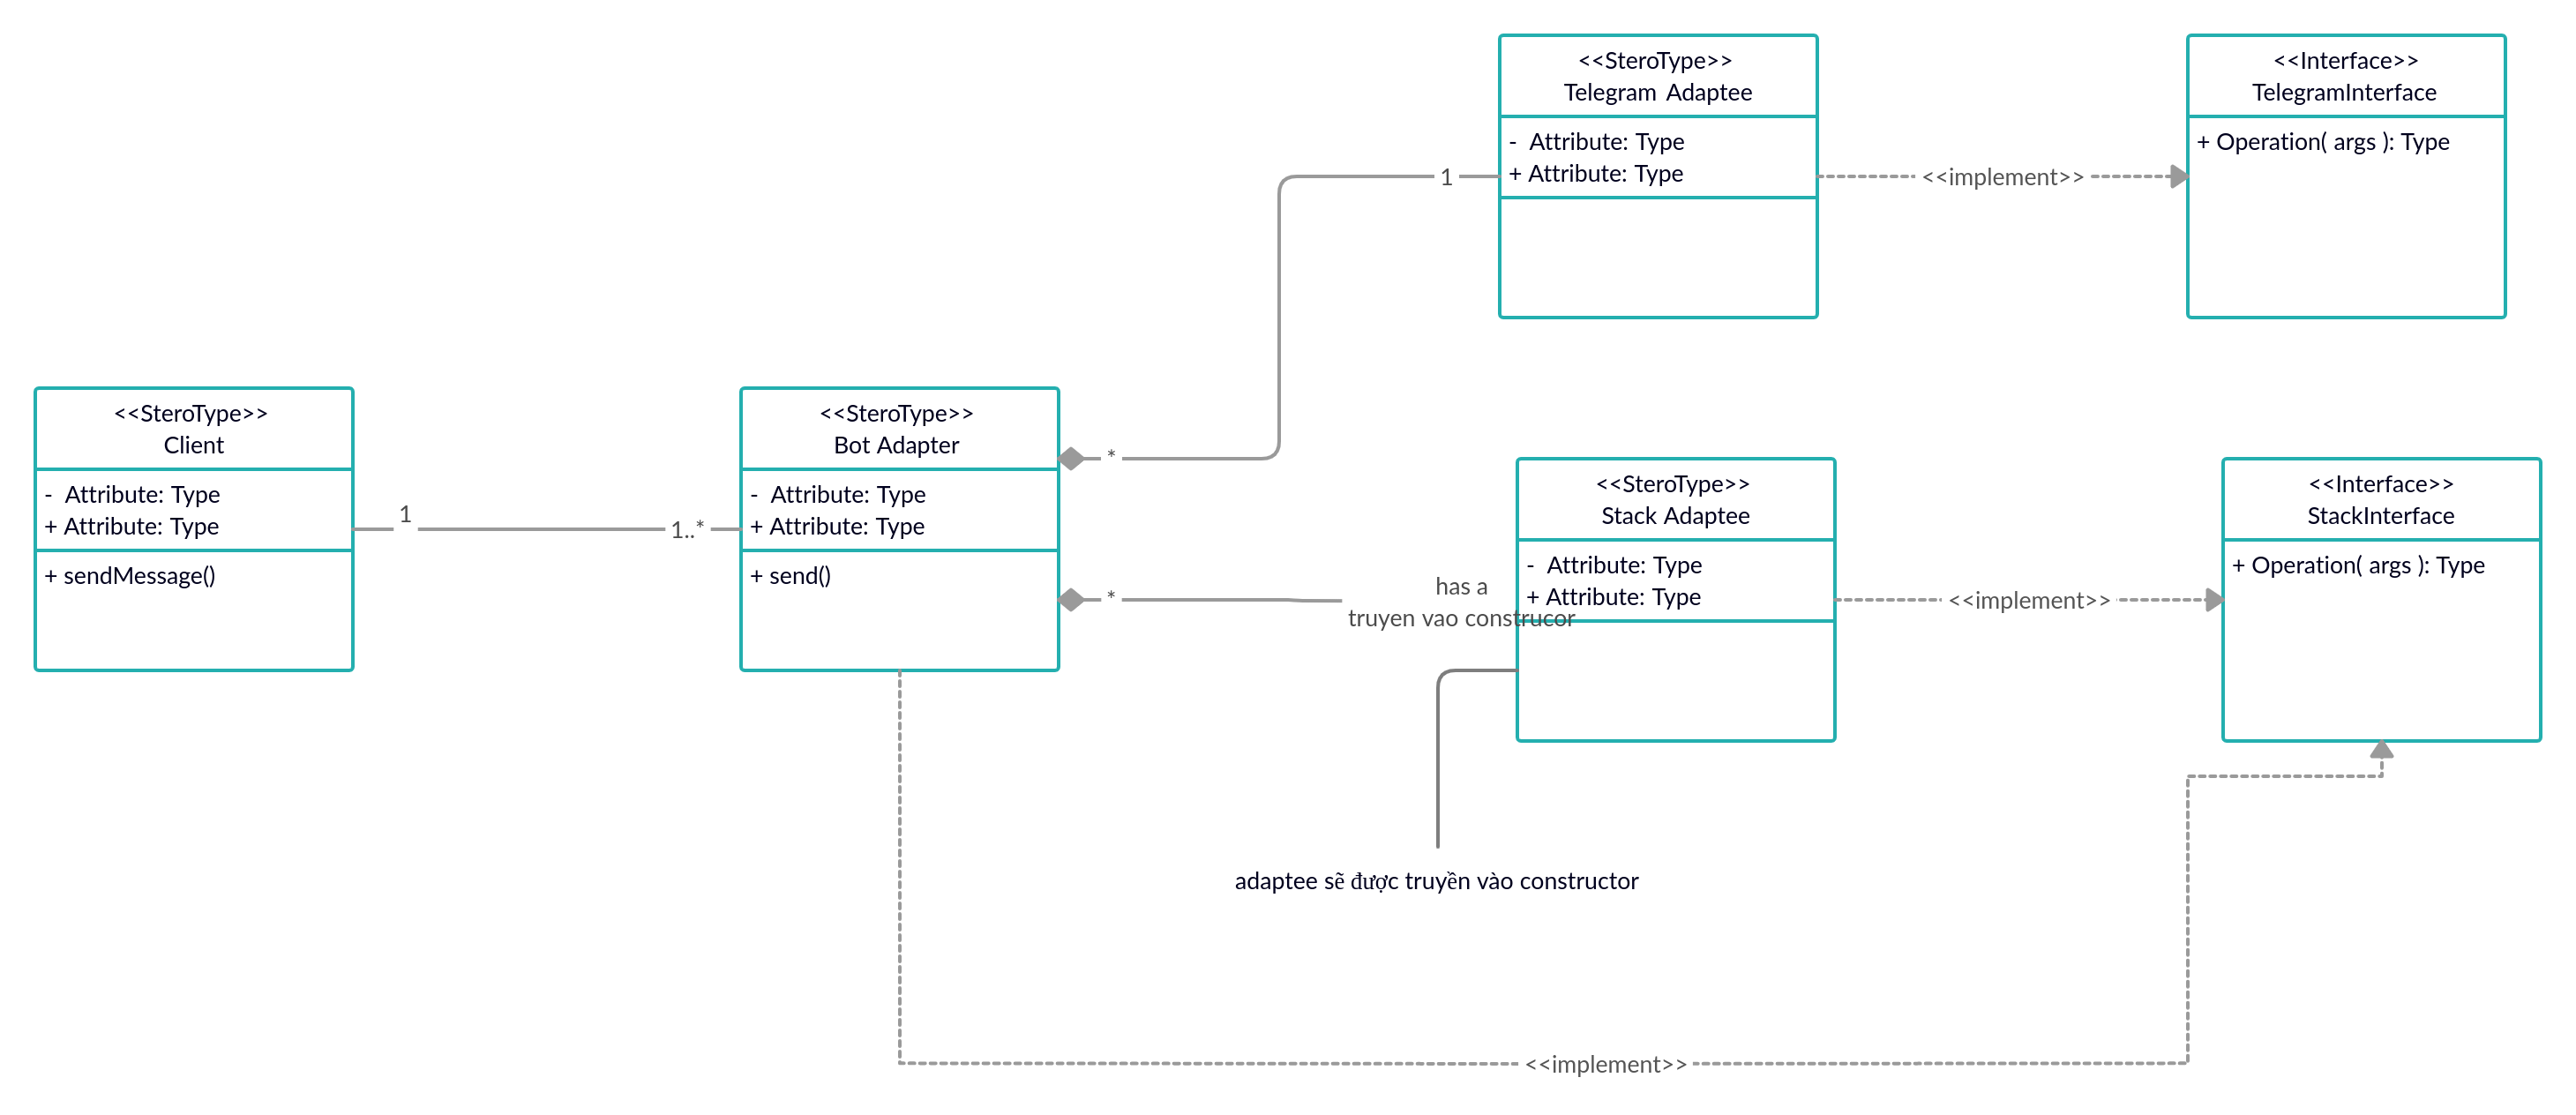 <<SteroType>>
Telegram Adaptee
- Attribute: Type
+ Attribute: Type
<<Interface>>
TelegramInterface
+ Operation( args ): Type
1
<<implement>>
<<SteroType>>
Client
- Attribute: Type
+ Attribute: Type
+ sendMessage()
1
1..*
<<SteroType>>
Bot Adapter
- Attribute: Type
+ Attribute: Type
+ send()
*
*
has a
truyen vao construcor
<<SteroType>>
Stack Adaptee
- Attribute: Type
+ Attribute: Type
<<implement>>
<<Interface>>
StackInterface
+ Operation( args ): Type
adaptee sẽ được truyền vào constructor
<<implement>>